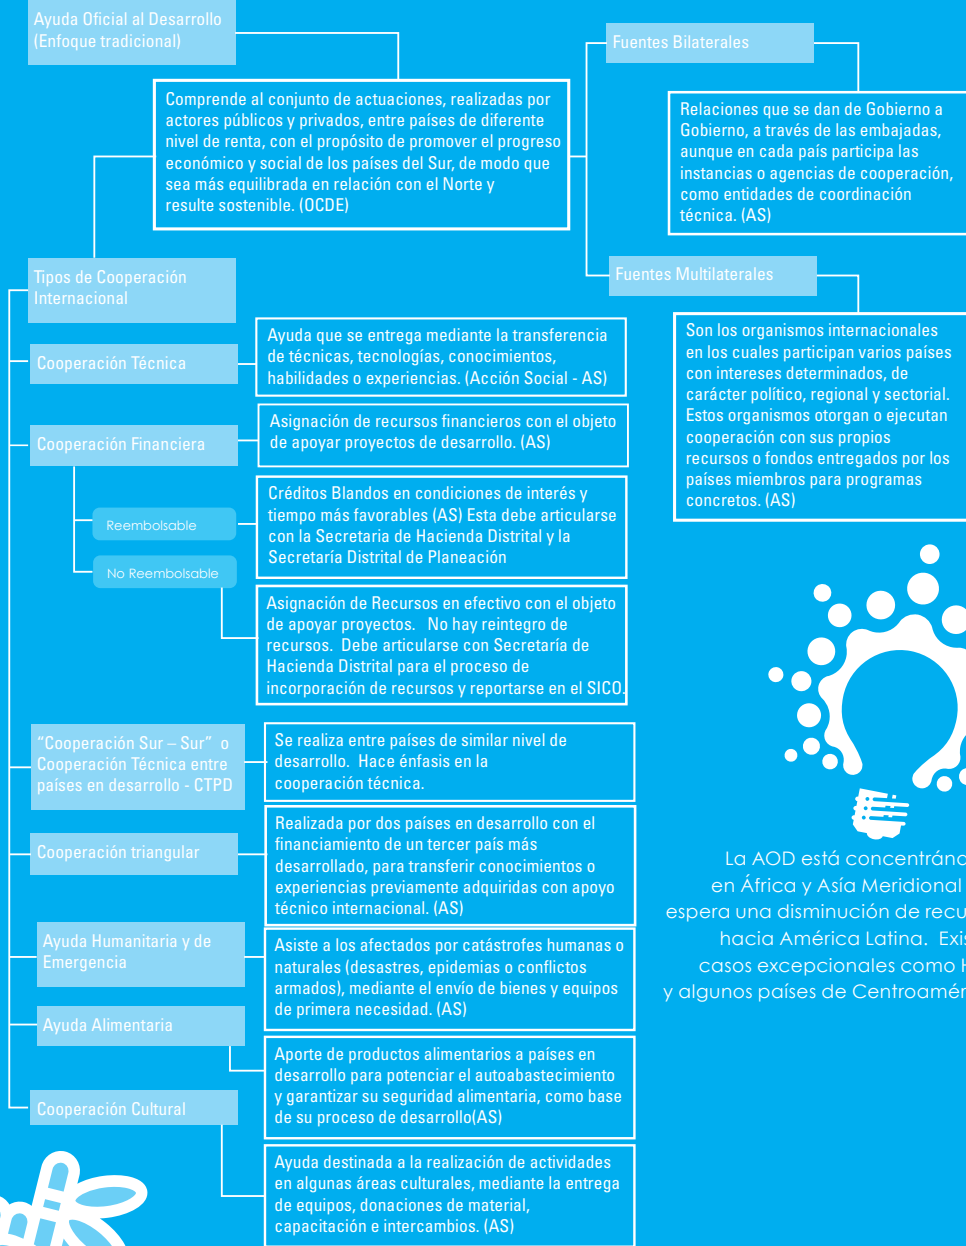 Ayuda Oficial al Desarrollo
(Enfoque tradicional)
Comprende al conjunto de actuaciones, realizadas por
actores públicos y privados, entre países de diferente
nivel de renta, con el propósito de promover el progreso
económico y social de los países del Sur, de modo que
sea más equilibrada en relación con el Norte y
resulte sostenible. (OCDE)
Fuentes Bilaterales
Relaciones que se dan de Gobierno a
Gobierno, a través de las embajadas,
aunque en cada país participa las
instancias o agencias de cooperación,
como entidades de coordinación
técnica. (AS)
Fuentes Multilaterales
Son los organismos internacionales
en los cuales participan varios países
con intereses determinados, de
carácter político, regional y sectorial.
Estos organismos otorgan o ejecutan
cooperación con sus propios
recursos o fondos entregados por los
países miembros para programas
concretos. (AS)
Tipos de Cooperación
Internacional
Cooperación Técnica
Ayuda que se entrega mediante la transferencia
de técnicas, tecnologías, conocimientos,
habilidades o experiencias. (Acción Social - AS)
Cooperación Financiera
Asignación de recursos financieros con el objeto
de apoyar proyectos de desarrollo. (AS)
Reembolsable
Créditos Blandos en condiciones de interés y
tiempo más favorables (AS) Esta debe articularse
con la Secretaria de Hacienda Distrital y la
Secretaría Distrital de Planeación
No Reembolsable
Asignación de Recursos en efectivo con el objeto
de apoyar proyectos. No hay reintegro de
recursos. Debe articularse con Secretaría de
Hacienda Distrital para el proceso de
incorporación de recursos y reportarse en el SICO.
“Cooperación Sur – Sur” o
Cooperación Técnica entre
países en desarrollo - CTPD
Se realiza entre países de similar nivel de
desarrollo. Hace énfasis en la
cooperación técnica.
Cooperación triangular
Realizada por dos países en desarrollo con el
financiamiento de un tercer país más
desarrollado, para transferir conocimientos o
experiencias previamente adquiridas con apoyo
técnico internacional. (AS)
Ayuda Humanitaria y de
Emergencia
Asiste a los afectados por catástrofes humanas o
naturales (desastres, epidemias o conflictos
armados), mediante el envío de bienes y equipos
de primera necesidad. (AS)
Ayuda Alimentaria
Aporte de productos alimentarios a países en
desarrollo para potenciar el autoabastecimiento
y garantizar su seguridad alimentaria, como base
de su proceso de desarrollo(AS)
Cooperación Cultural
Ayuda destinada a la realización de actividades
en algunas áreas culturales, mediante la entrega
de equipos, donaciones de material,
capacitación e intercambios. (AS)
La AOD está
en África y Asía Meridional
espera una disminución de
hacia América Latina.
casos excepcionales como
y algunos países de